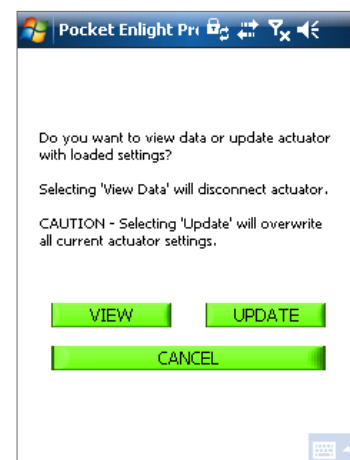 Pocket Enlight Pr
Do you want to view data or update actuator
with loaded settings?
Selecting 'View Data' will disconnect actuator.
CAUTION - Selecting 'Update' will overwrite
all current actuator settings.
VIEW
UPDATE
CANCEL